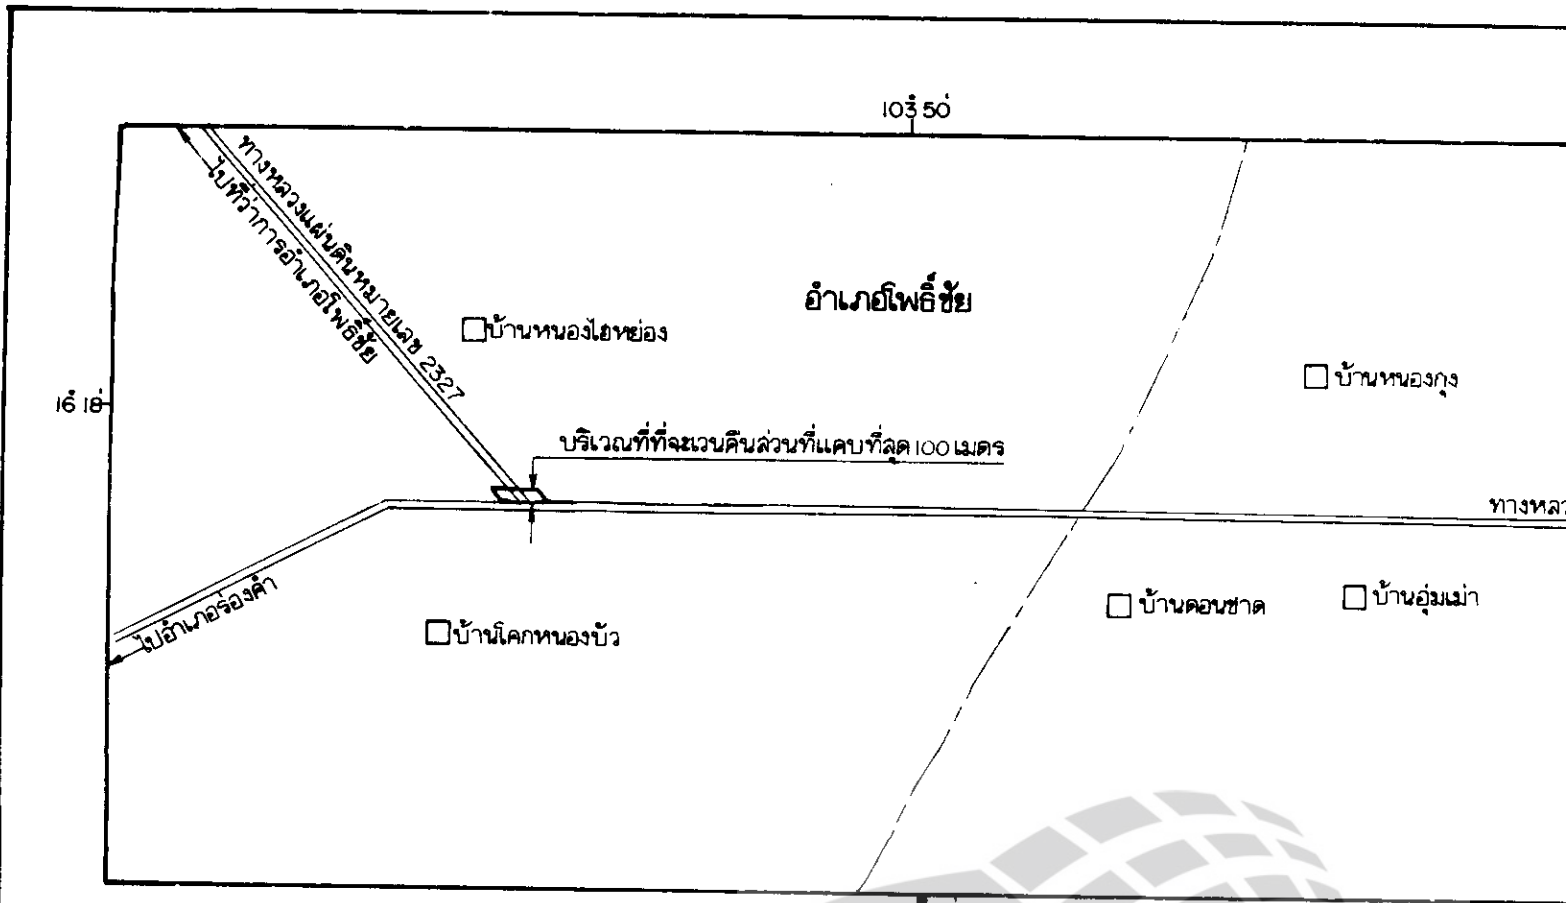 103° 50'
ทางหลวงแผ่นดินหมายเลข 2327
ไปที่ว่าการอำเภอโพธิ์ชัย
อำเภอโพธิ์ชัย
บ้านหนองไฮหย่อง
บ้านหนองกุง
16° 18'
บริเวณที่ที่จะเวนคืนส่วนที่แคบที่สุด 100 เมตร
ทางหลว
ไปอำเภอร่องคำ
บ้านโคกหนองบัว
บ้านดอนชาด
บ้านอุ่มเม่า